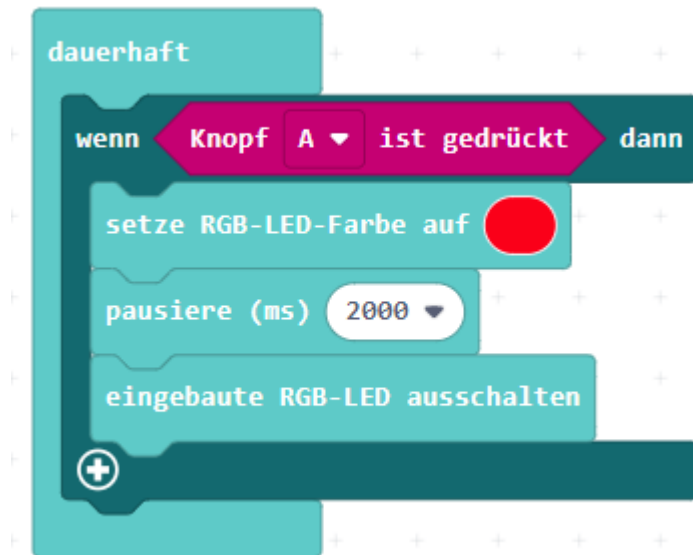 dauerhaft
wenn Knopf A ist gedrückt dann
setze RGB-LED-Farbe auf
pausiere (ms) 2000
eingebaute RGB-LED ausschalten